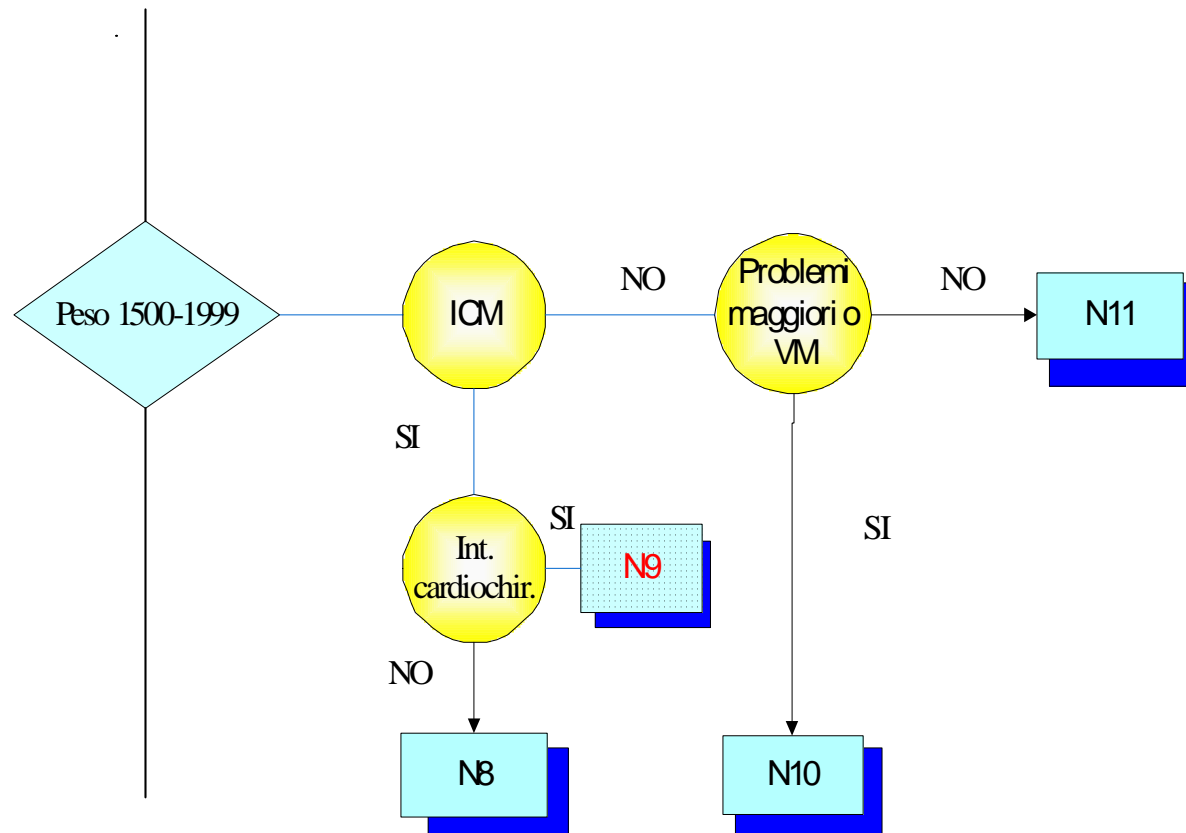 Peso 1500-1999
ICM
NO
Problemi
maggiori o
VM
NO
N11
SI
Int.
cardiochir.
SI
N9
SI
NO
N8
N10